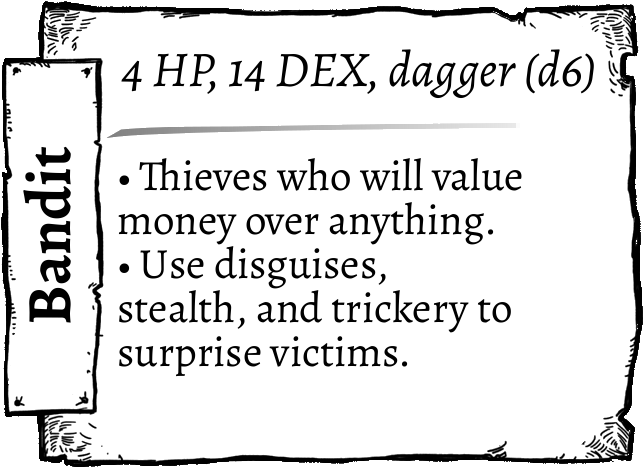 Bandit
4 HP, 14 DEX, dagger (d6)
• Thieves who will value
money over anything.
• Use disguises,
stealth, and trickery to
surprise victims.